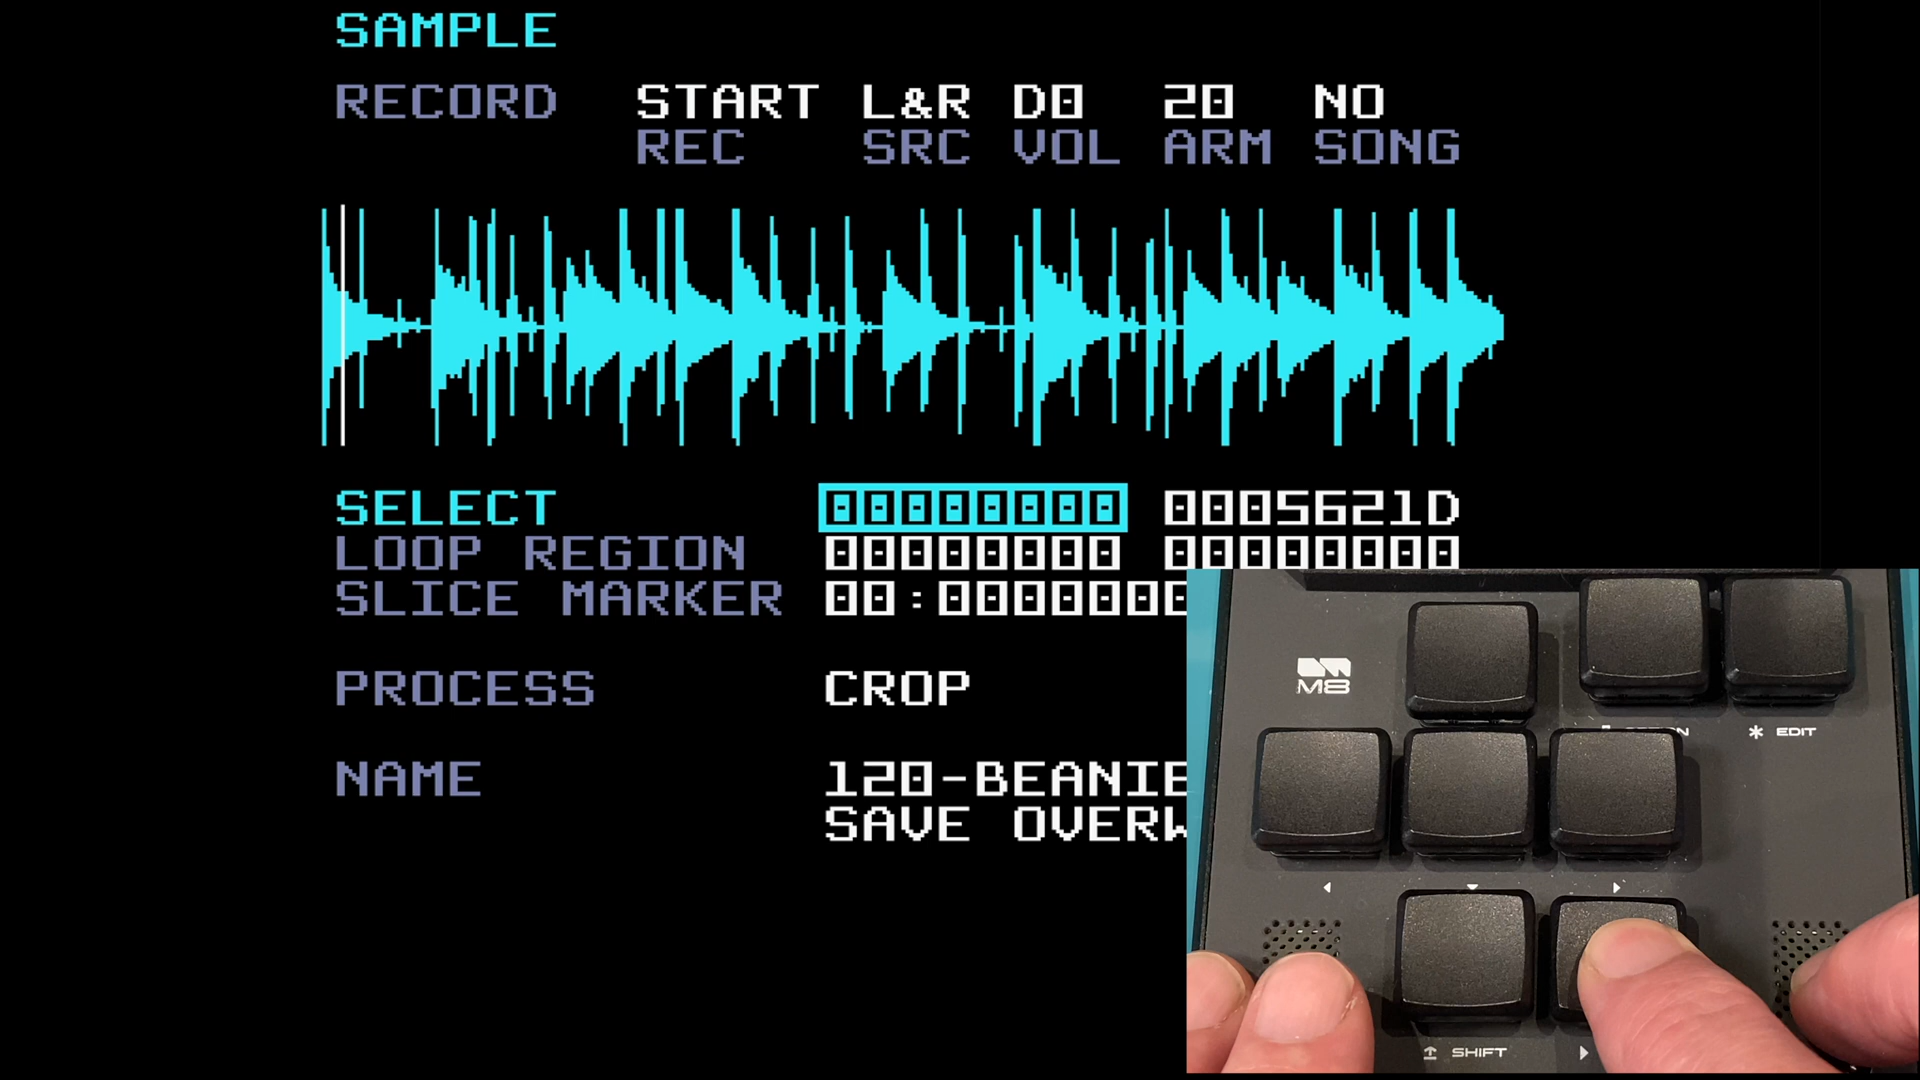 SAMPLE
RECORD START L&R D0 20 NO
REC SRC VOL ARM SONG
SELECT 00000000 0005621D
LOOP REGION 00000000 00000000
SLICE MARKER 00:0000000
PROCESS CROP
NAME 120-BEANIE
SAVE
M8
EDIT
SHIFT